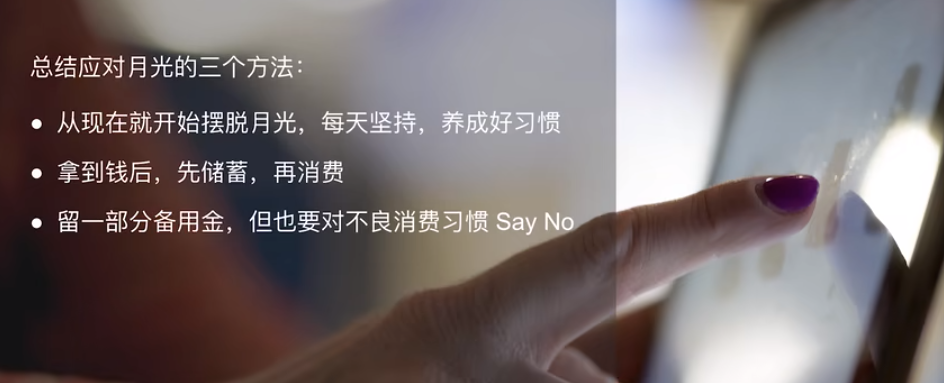 总结应对月光的三个方法：
● 从现在就开始摆脱月光，每天坚持，养成好习惯
● 拿到钱后，先储蓄，再消费
● 留一部分备用金，但也要对不良消费习惯 Say No